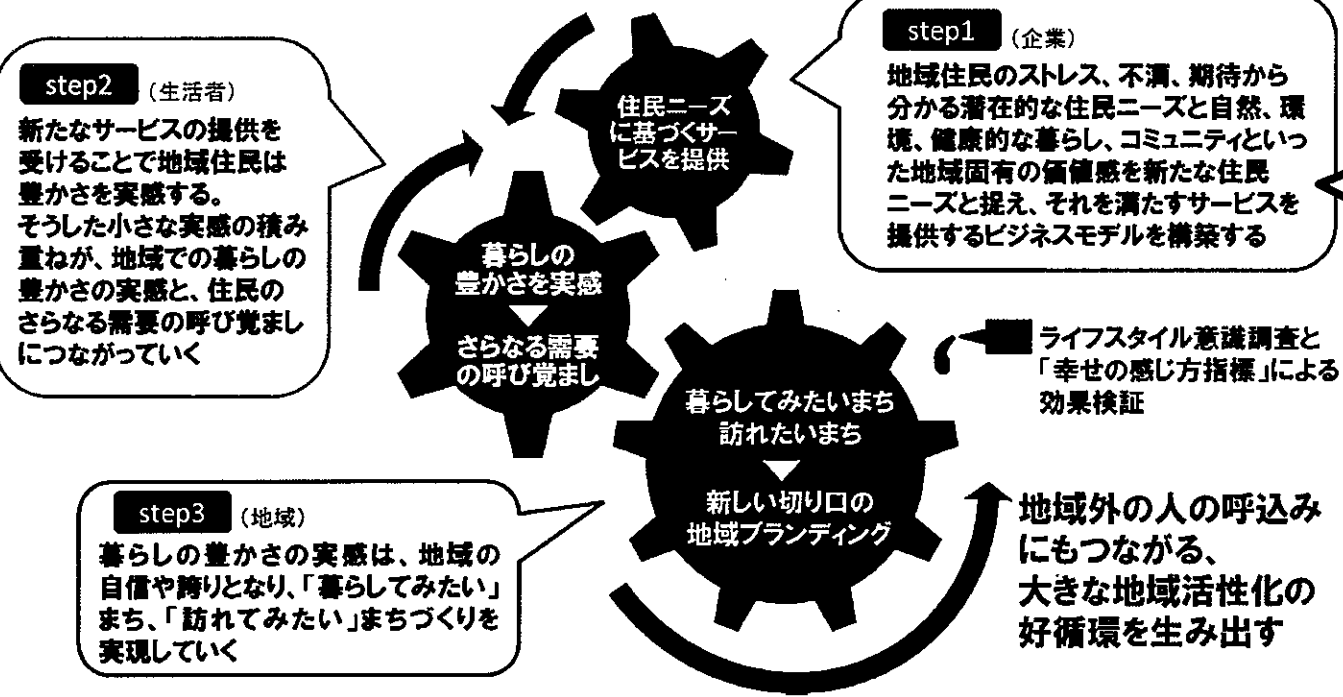 step1 (企業)
地域住民のストレス、不満、期待から
分かる潜在的な住民ニーズと自然、環
境、健康的な暮らし、コミュニティといっ
た地域固有の価値感を新たな住民
ニーズと捉え、それを満たすサービスを
提供するビジネスモデルを構築する
住民ニーズ
に基づくサー
ビスを提供
step2 (生活者)
新たなサービスの提供を
受けることで地域住民は
豊かさを実感する。
そうした小さな実感の積み
重ねが、地域での暮らしの
豊かさの実感と、住民の
さらなる需要の呼び覚まし
につながっていく
暮らしの
豊かさを実感
さらなる需要
の呼び覚まし
ライフスタイル意識調査と
「幸せの感じ方指標」による
効果検証
暮らしてみたいまち
訪れたいまち
新しい切り口の
地域ブランディング
step3 (地域)
暮らしの豊かさの実感は、地域の
自信や誇りとなり、「暮らしてみたい」
まち、「訪れてみたい」まちづくりを
実現していく
地域外の人の呼込み
にもつながる、
大きな地域活性化の
好循環を生み出す